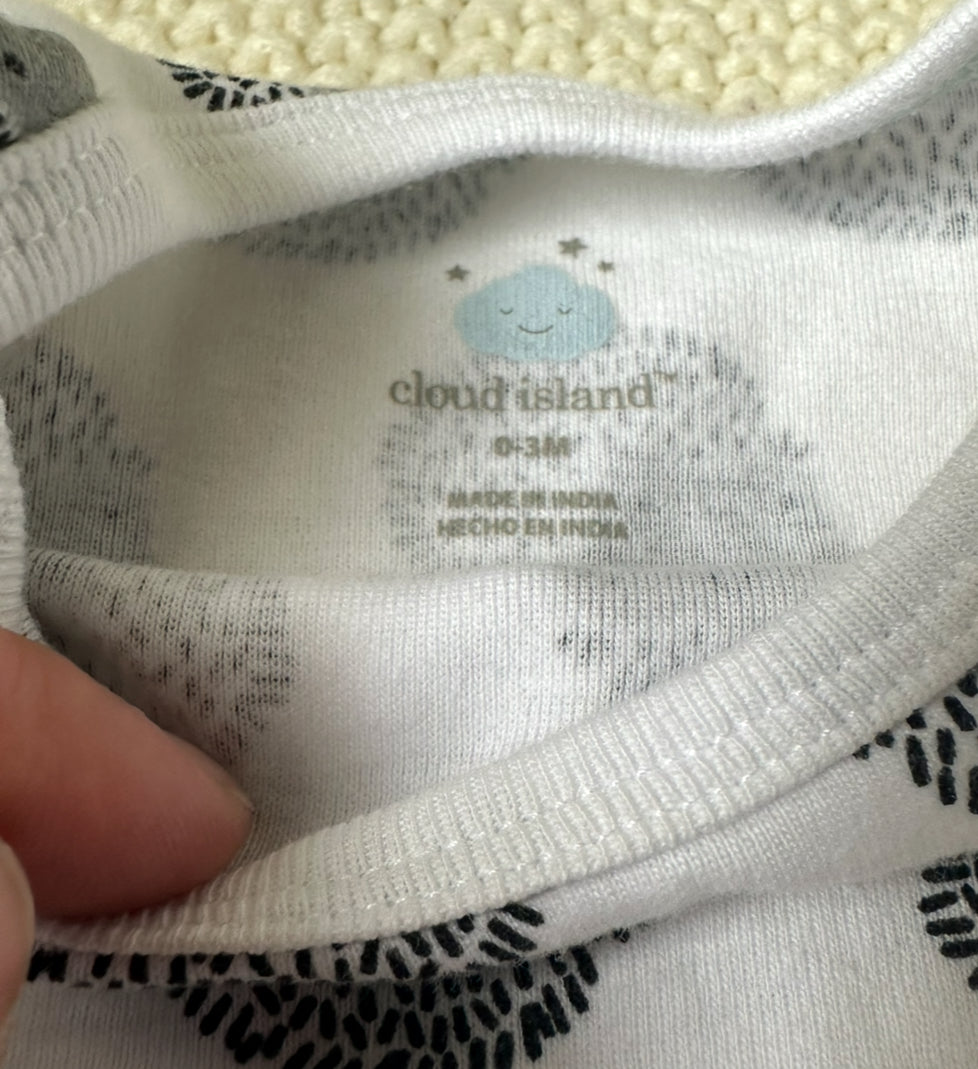 cloud island™
0-3M
MADE IN INDIA
HECHO EN INDIA